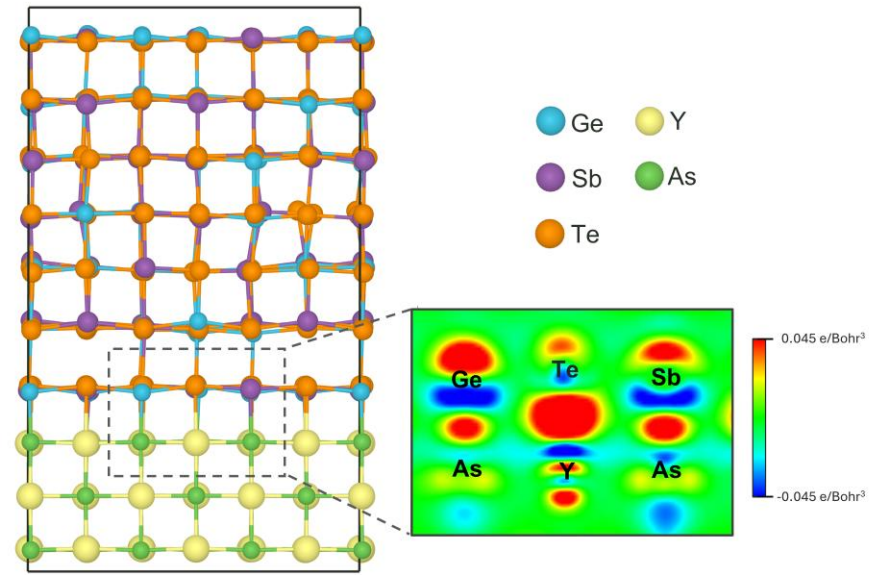 Ge
Y
Sb
As
Te
Ge
Te
Sb
As
Y
As
0.045 e/Bohr³
-0.045 e/Bohr³